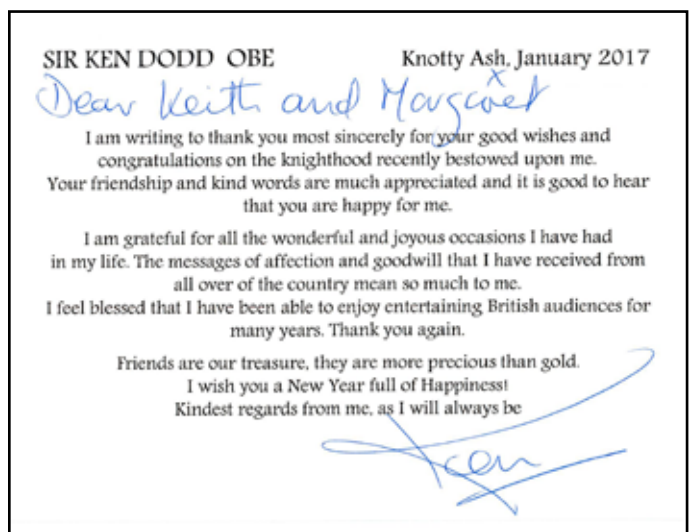 SIR KEN DODD OBE Knotty Ash, January 2017
Dear Keith and Margaret
x
I am writing to thank you most sincerely for your good wishes and
congratulations on the knighthood recently bestowed upon me.
Your friendship and kind words are much appreciated and it is good to hear
that you are happy for me.
I am grateful for all the wonderful and joyous occasions I have had
in my life. The messages of affection and goodwill that I have received from
all over of the country mean so much to me.
I feel blessed that I have been able to enjoy entertaining British audiences for
many years. Thank you again.
Friends are our treasure, they are more precious than gold.
I wish you a New Year full of Happiness!
Kindest regards from me, as I will always be
Ken